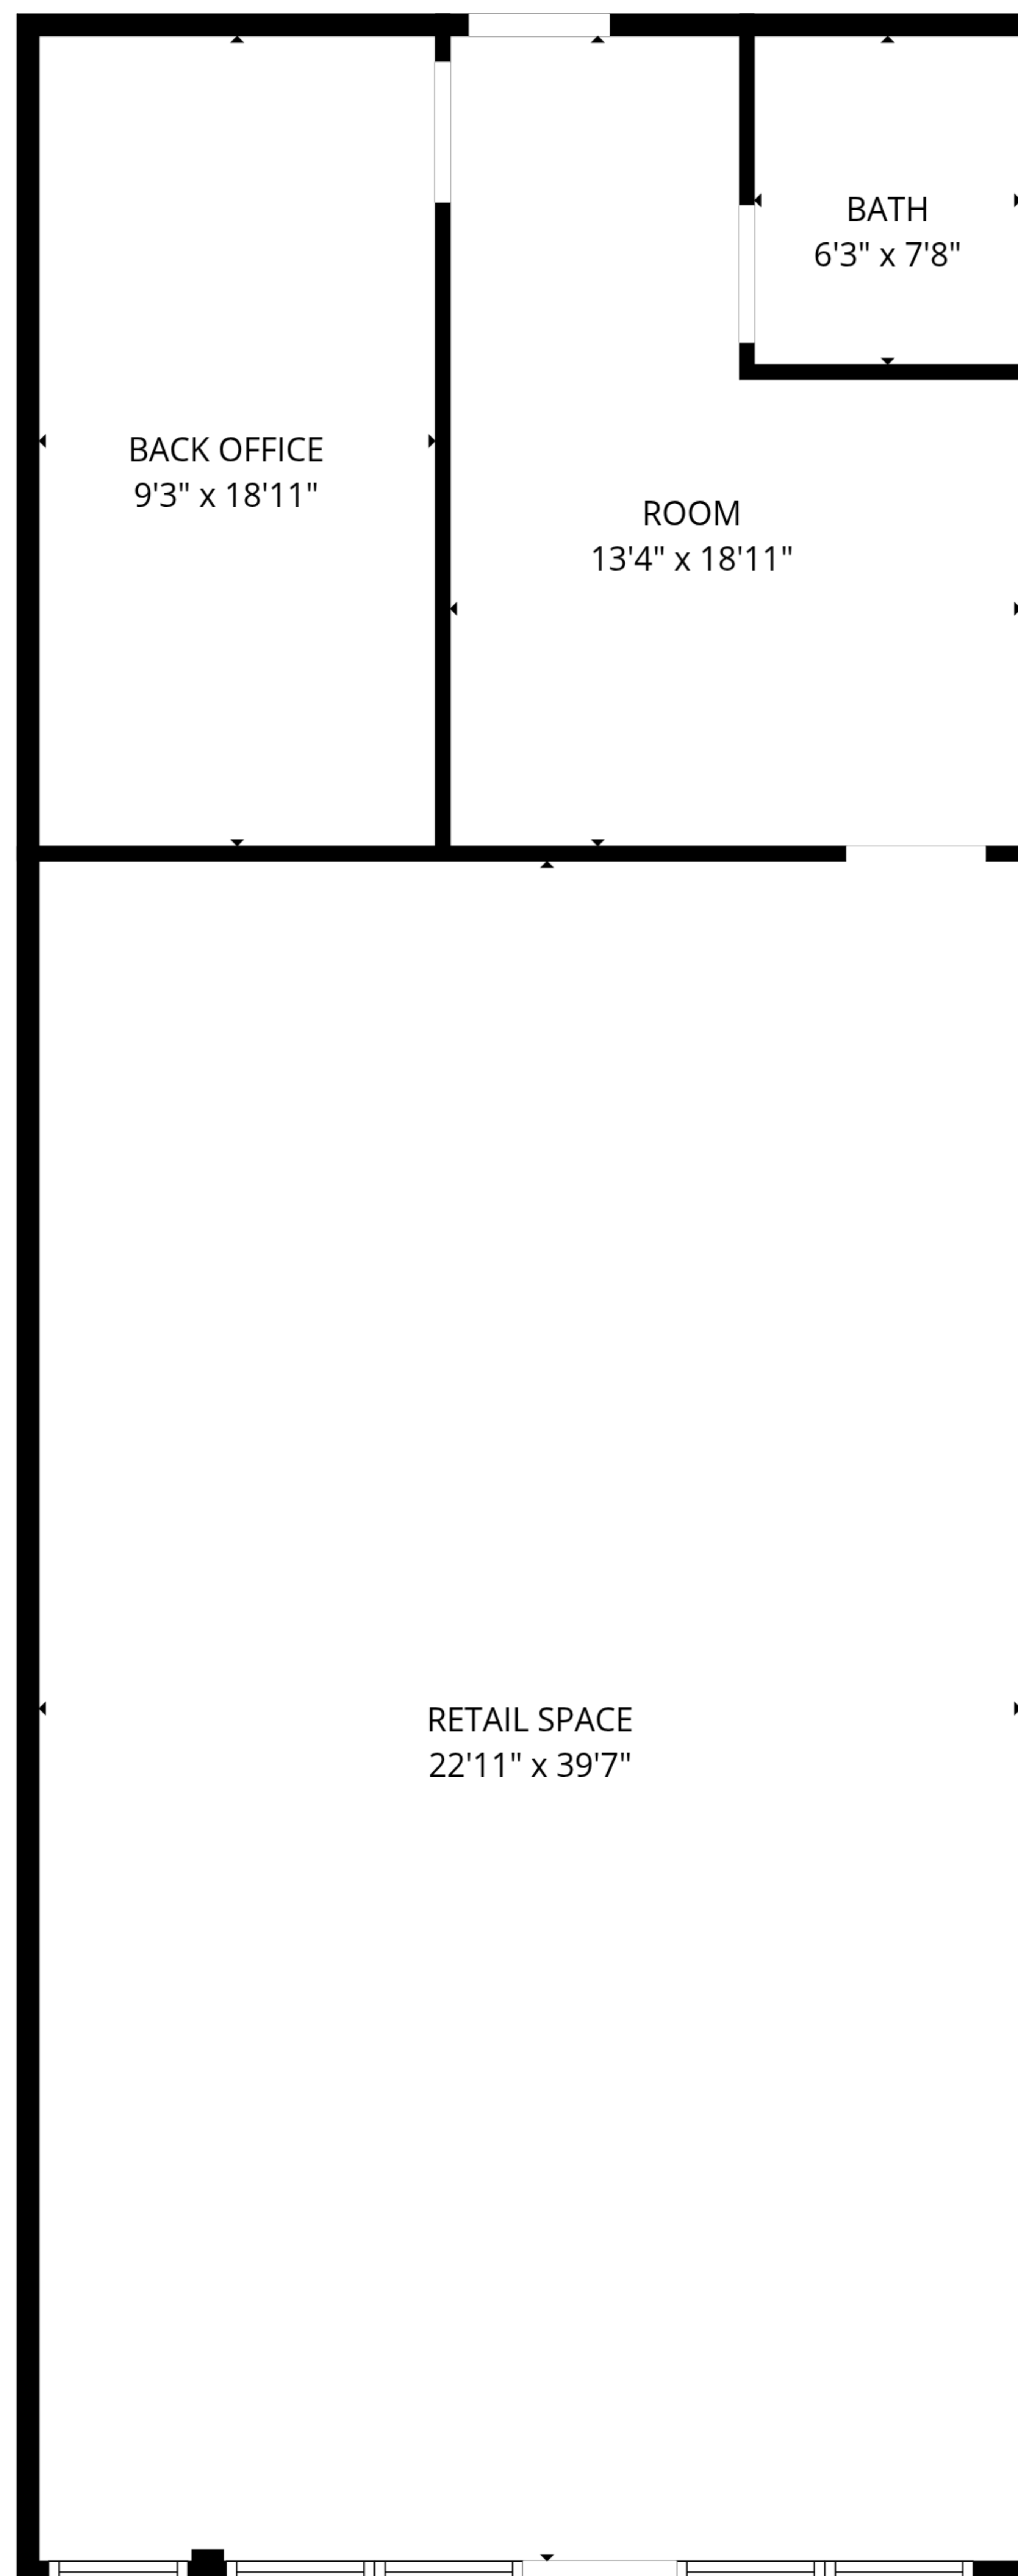 BATH
6'3" x 7'8"
BACK OFFICE
9'3" x 18'11"
ROOM
13'4" x 18'11"
RETAIL SPACE
22'11" x 39'7"